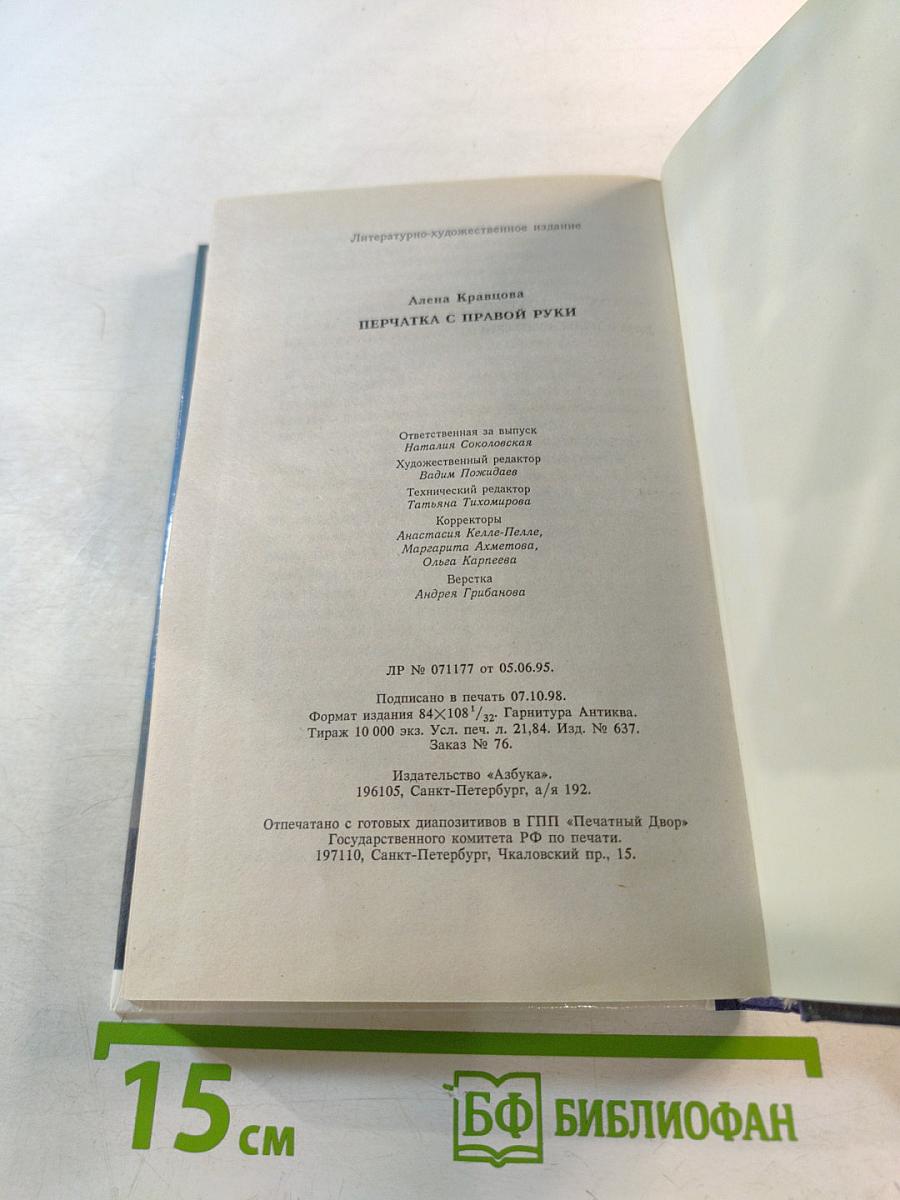 Литературно-художественное издание
Алена Кравцова
ПЕРЧАТКА С ПРАВОЙ РУКИ
Ответственная за выпуск
Наталия Соколовская
Художественный редактор
Вадим Пожидаев
Технический редактор
Татьяна Тихомирова
Корректоры
Анастасия Келле-Пелле,
Маргарита Ахметова,
Ольга Карпеева
Верстка
Андрея Грибанова
ЛР № 071177 от 05.06.95.
Подписано в печать 07.10.98.
Формат издания 84×108 1/32. Гарнитура Антиква.
Тираж 10 000 экз. Усл. печ. л. 21,84. Изд. № 637.
Заказ № 76.
Издательство «Азбука».
196105, Санкт-Петербург, а/я 192.
Отпечатано с готовых диапозитивов в ГПП «Печатный Двор»
Государственного комитета РФ по печати.
197110, Санкт-Петербург, Чкаловский пр., 15.
15 см
БФ БИБЛИОФАН